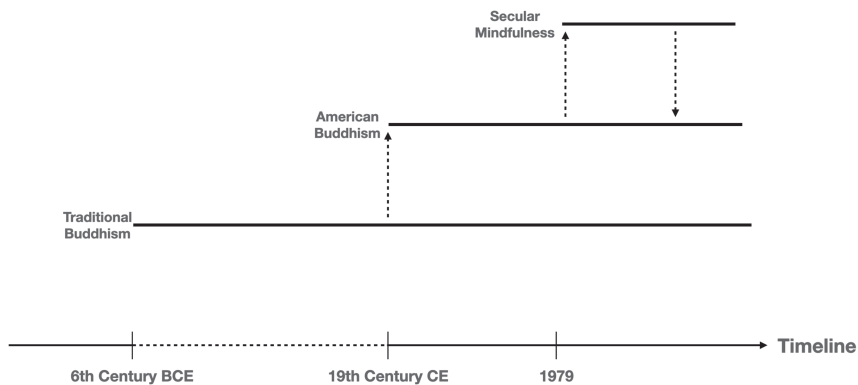 Secular
Mindfulness
American
Buddhism
Traditional
Buddhism
Timeline
6th Century BCE
19th Century CE
1979